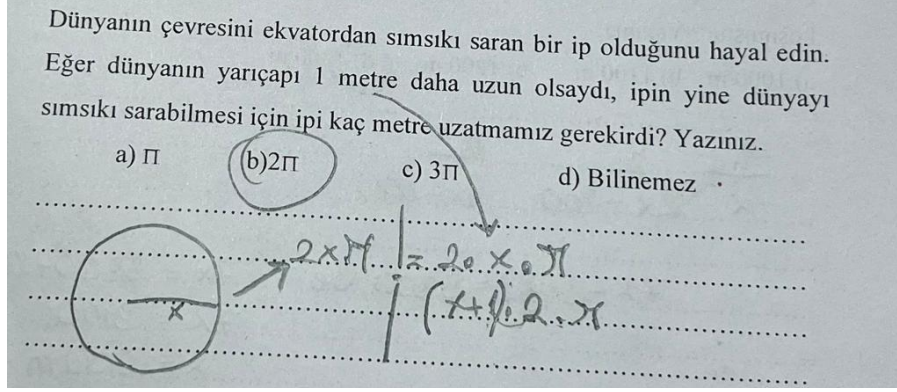 Dünyanın çevresini ekvatordan sımsıkı saran bir ip olduğunu hayal edin.
Eğer dünyanın yarıçapı 1 metre daha uzun olsaydı, ipin yine dünyayı
sımsıkı sarabilmesi için ipi kaç metre uzatmamız gerekirdi? Yazınız.
a) Π b)2Π c) 3Π d) Bilinemez
2xπ = 2.x.π
x (x+1).2.π